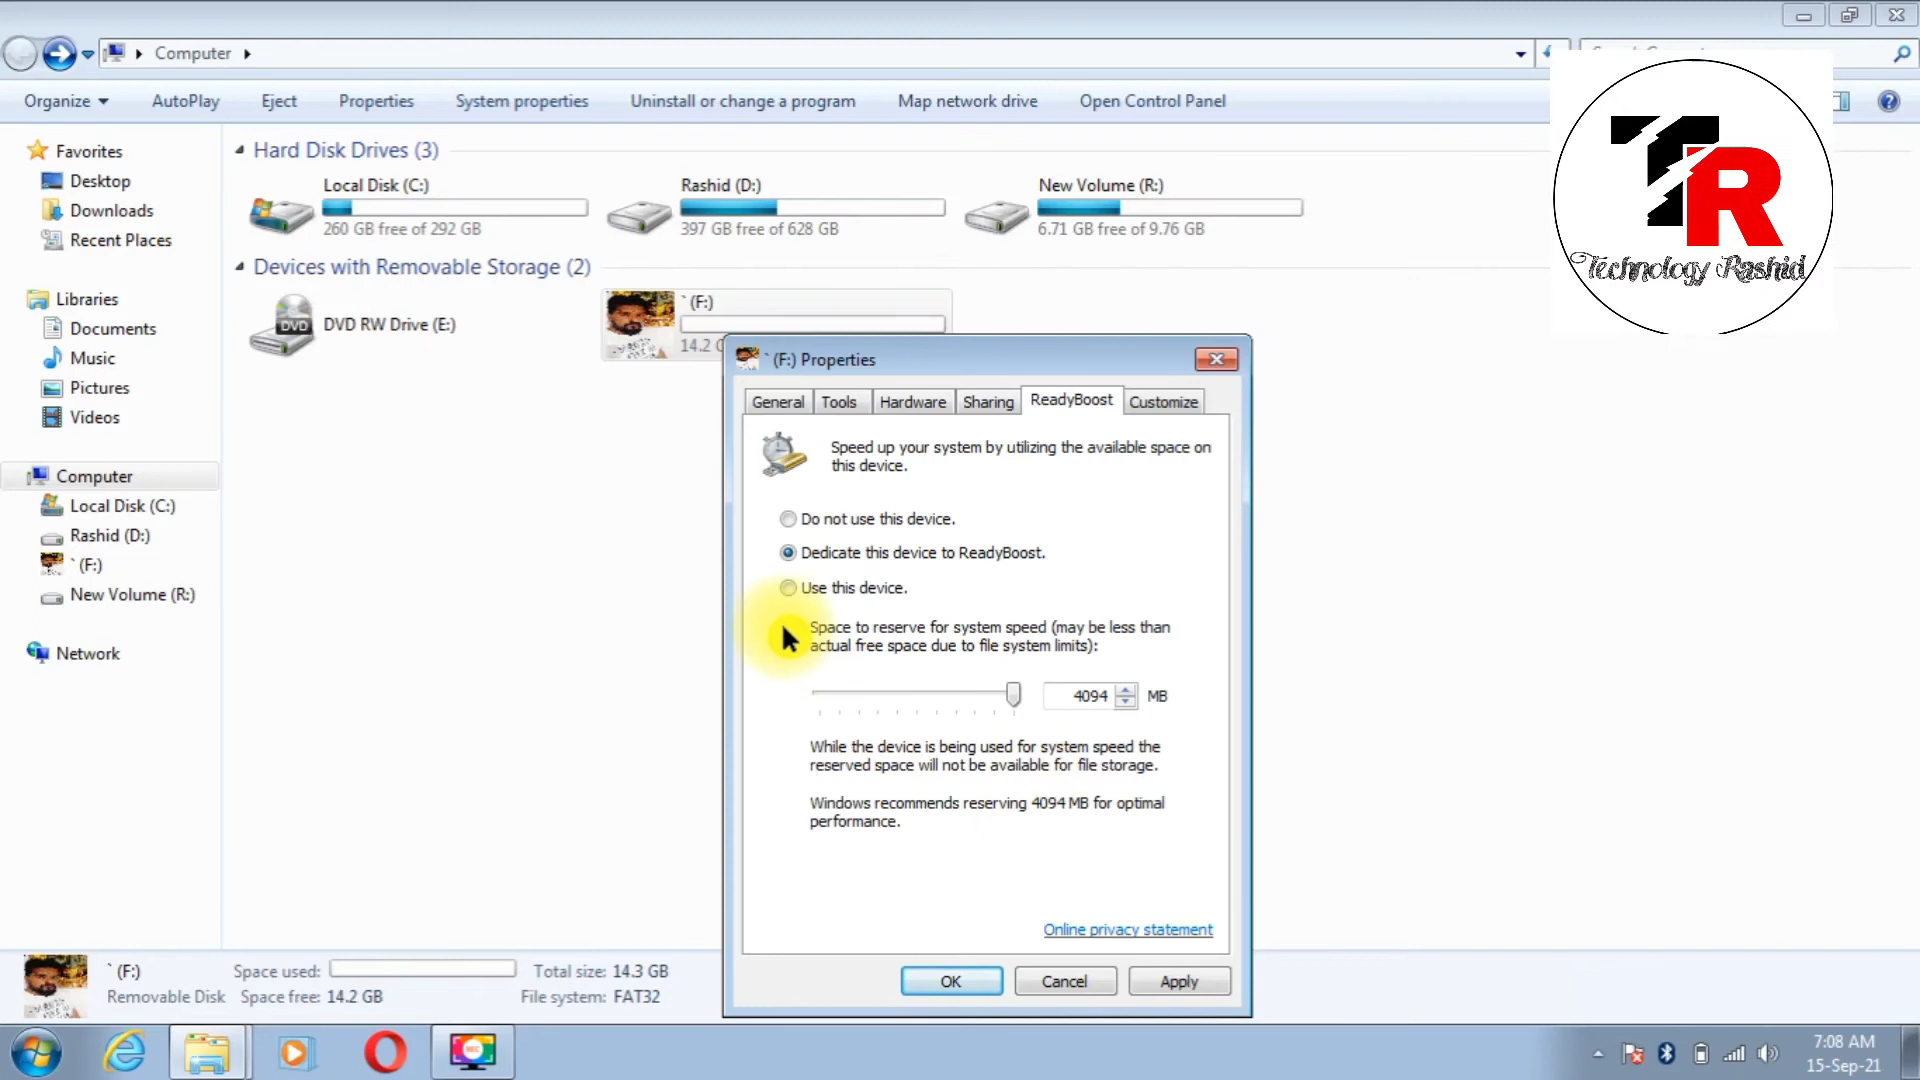 Computer
Organize
AutoPlay
Eject
Properties
System properties
Uninstall or change a program
Map network drive
Open Control Panel
TR
Technology Rashid
Favorites
Desktop
Downloads
Recent Places
Libraries
Documents
Music
Pictures
Videos
Computer
Local Disk (C:)
Rashid (D:)
` (F:)
New Volume (R:)
Network
Hard Disk Drives (3)
Local Disk (C:)
260 GB free of 292 GB
Rashid (D:)
397 GB free of 628 GB
New Volume (R:)
6.71 GB free of 9.76 GB
Devices with Removable Storage (2)
DVD
DVD RW Drive (E:)
` (F:)
14.2
` (F:) Properties
General
Tools
Hardware
Sharing
ReadyBoost
Customize
Speed up your system by utilizing the available space on
this device.
Do not use this device.
Dedicate this device to ReadyBoost.
Use this device.
Space to reserve for system speed (may be less than
actual free space due to file system limits):
4094 MB
While the device is being used for system speed the
reserved space will not be available for file storage.
Windows recommends reserving 4094 MB for optimal
performance.
Online privacy statement
OK
Cancel
Apply
` (F:)
Removable Disk
Space used:
Space free: 14.2 GB
Total size: 14.3 GB
File system: FAT32
REC
7:08 AM
15-Sep-21